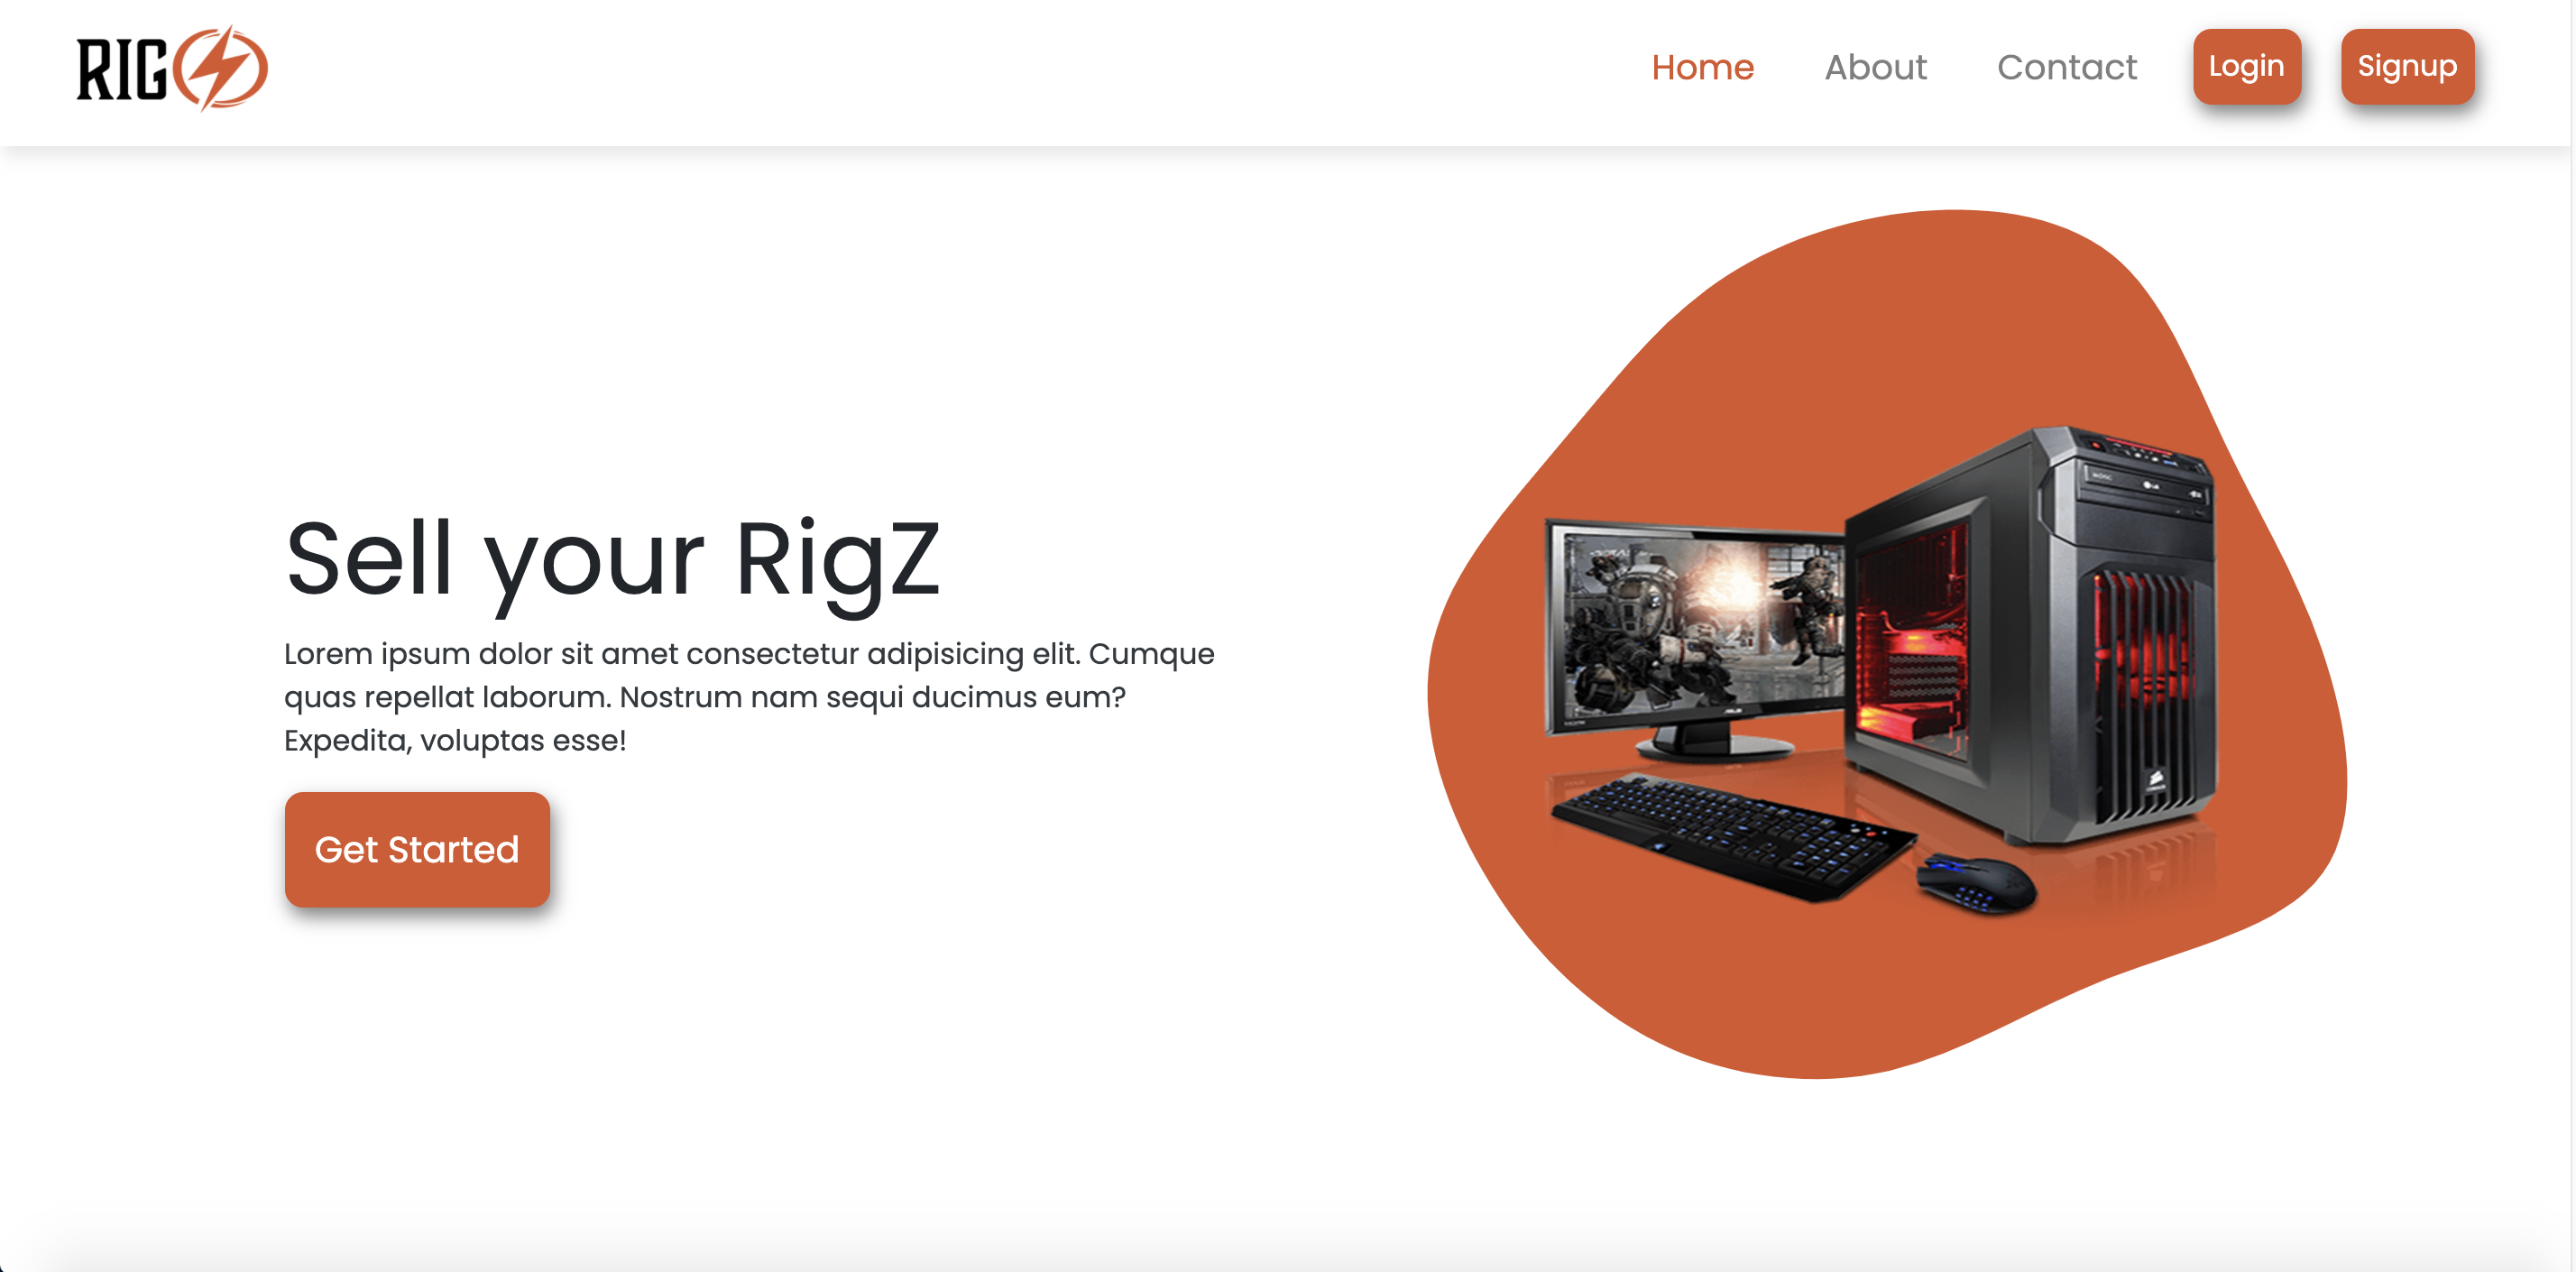 RIG
Home About Contact Login Signup
Sell your RigZ
Lorem ipsum dolor sit amet consectetur adipisicing elit. Cumque
quas repellat laborum. Nostrum nam sequi ducimus eum?
Expedita, voluptas esse!
Get Started